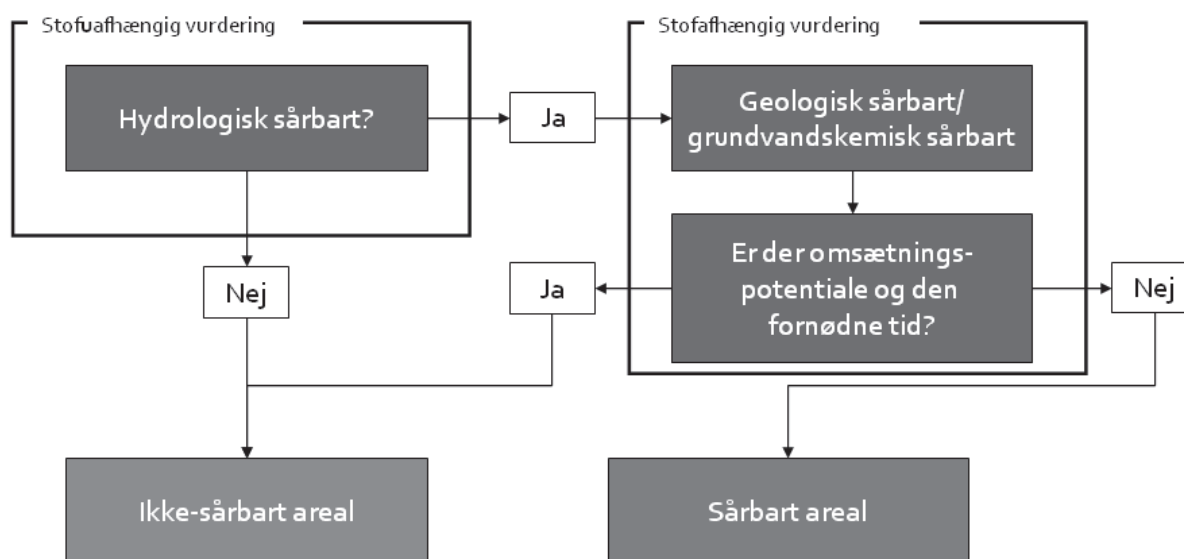 Stofuafhængig vurdering
Stofafhængig vurdering
Hydrologisk sårbart?
Ja
Geologisk sårbart/
grundvandskemisk sårbart
Nej
Ja
Er der omsætnings-
potentiale og den
fornødne tid?
Nej
Ikke-sårbart areal
Sårbart areal